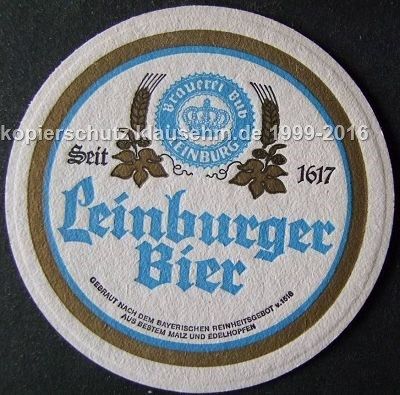 Brauerei Bub
LEINBURG
kopierschutz klausehm.de 1999-2016
Seit 1617
Leinburger
Bier
GEBRAUT NACH DEM BAYERISCHEN REINHEITSGEBOT v. 1516
AUS BESTEM MALZ UND EDELHOPFEN